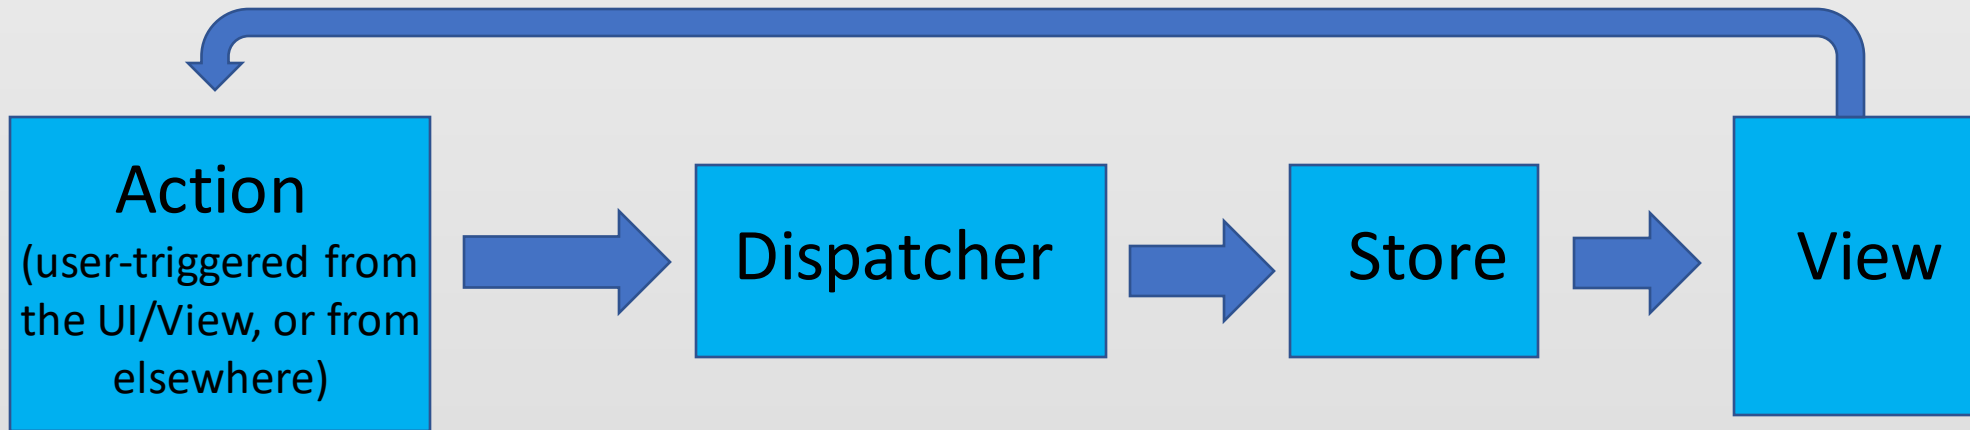 Action
(user-triggered from
the UI/View, or from
elsewhere)
Dispatcher
Store
View